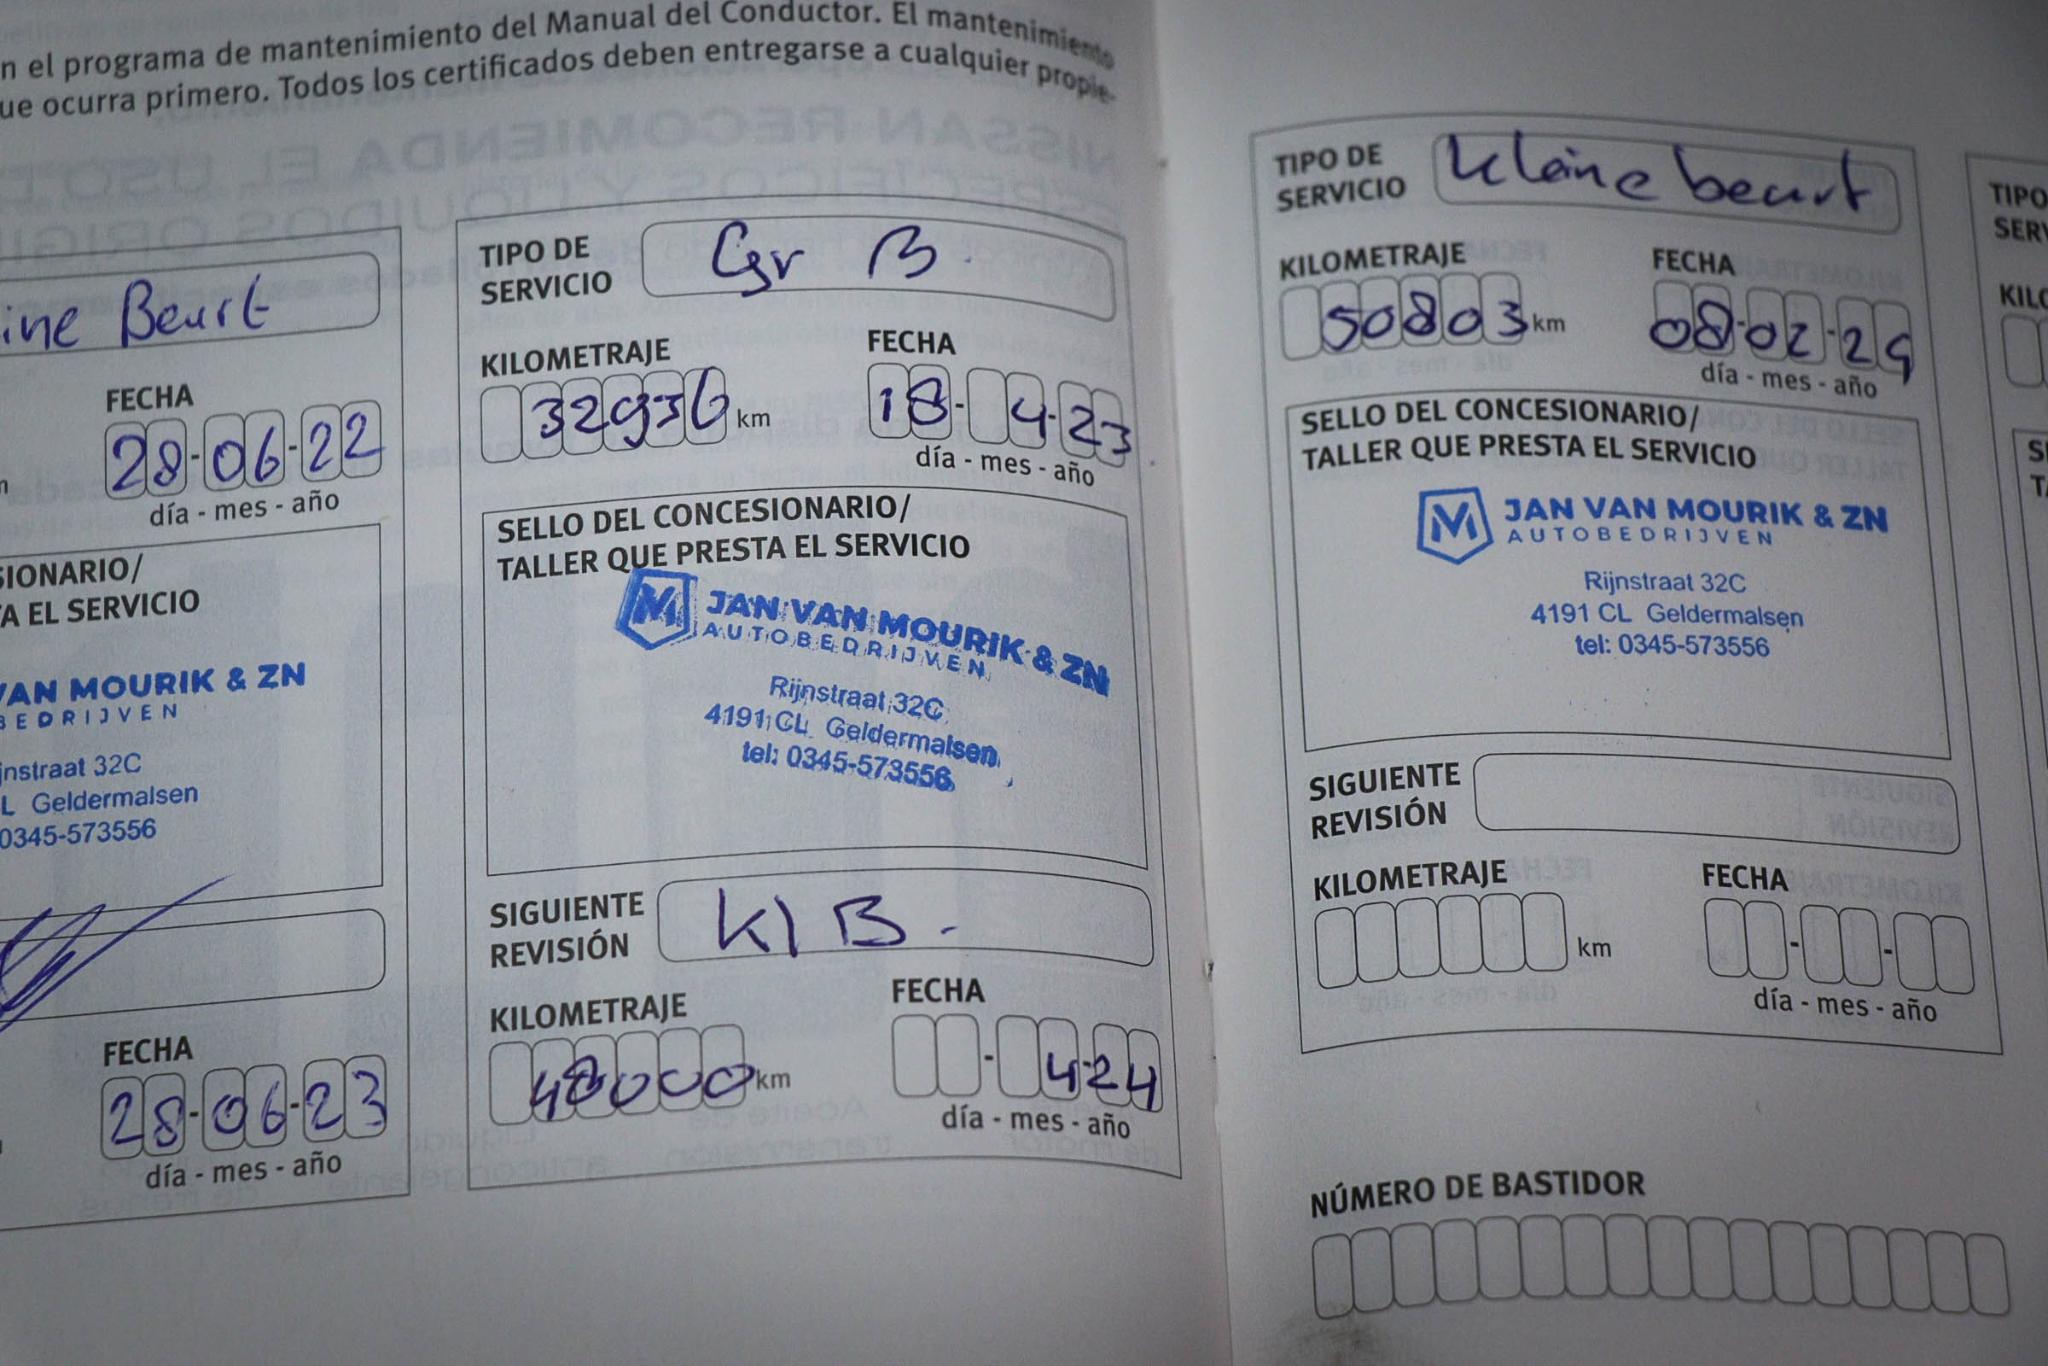 n el programa de mantenimiento del Manual del Conductor. El mantenimiento
ue ocurra primero. Todos los certificados deben entregarse a cualquier propie-
ine Beurt
FECHA
28-06-22
día - mes - año
SIONARIO/
TA EL SERVICIO
VAN MOURIK & ZN
BEDRIJVEN
jnstraat 32C
L Geldermalsen
0345-573556
FECHA
28-06-23
día - mes - año
TIPO DE
SERVICIO
Gr B.
KILOMETRAJE
FECHA
32936 km
18- 4-23
día - mes - año
SELLO DEL CONCESIONARIO/
TALLER QUE PRESTA EL SERVICIO
JAN VAN MOURIK & ZN
AUTOBEDRIJVEN
Rijnstraat 32C
4191 CL Geldermalsen
tel: 0345-573556
SIGUIENTE
REVISIÓN
Kl B.
KILOMETRAJE
FECHA
48000 km
- 4-24
día - mes - año
TIPO DE
SERVICIO
Kleine beurt
KILOMETRAJE
FECHA
50803 km
08-02-24
día - mes - año
SELLO DEL CONCESIONARIO/
TALLER QUE PRESTA EL SERVICIO
JAN VAN MOURIK & ZN
AUTOBEDRIJVEN
Rijnstraat 32C
4191 CL Geldermalsen
tel: 0345-573556
SIGUIENTE
REVISIÓN
KILOMETRAJE
FECHA
km
día - mes - año
NÚMERO DE BASTIDOR
TIPO
SERV
KILO